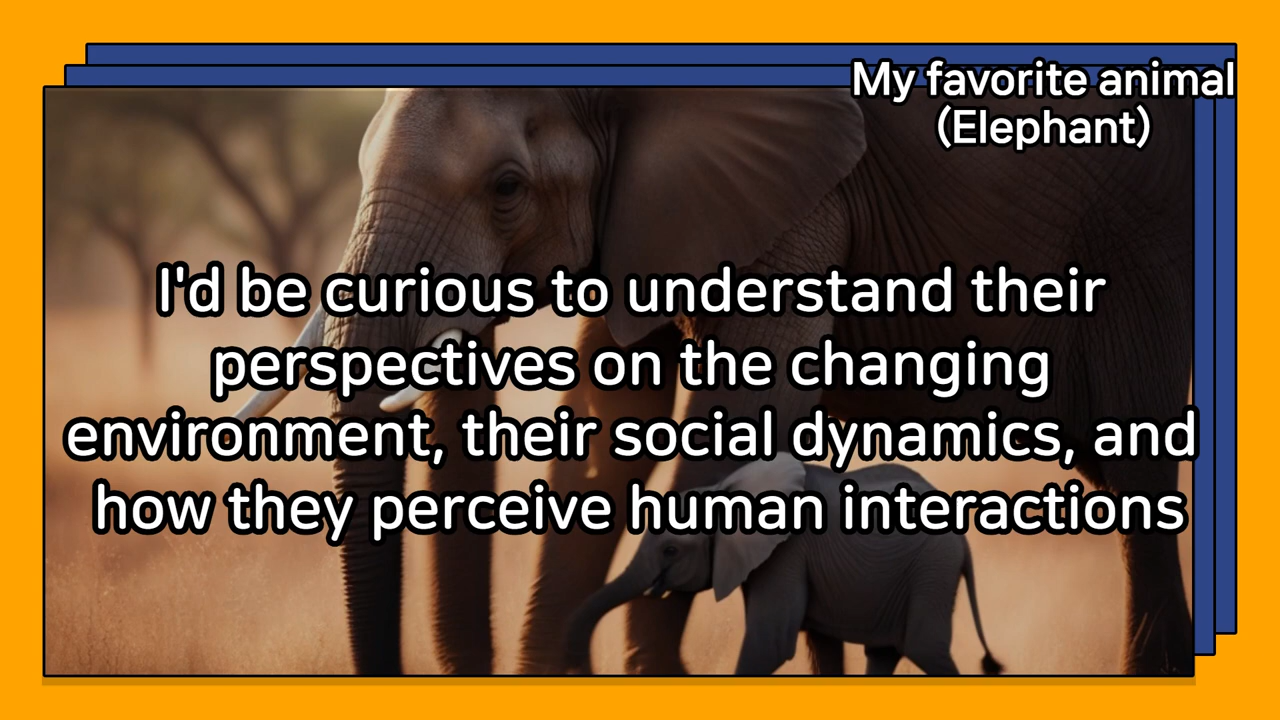 My favorite animal
(Elephant)
I'd be curious to understand their
perspectives on the changing
environment, their social dynamics, and
how they perceive human interactions